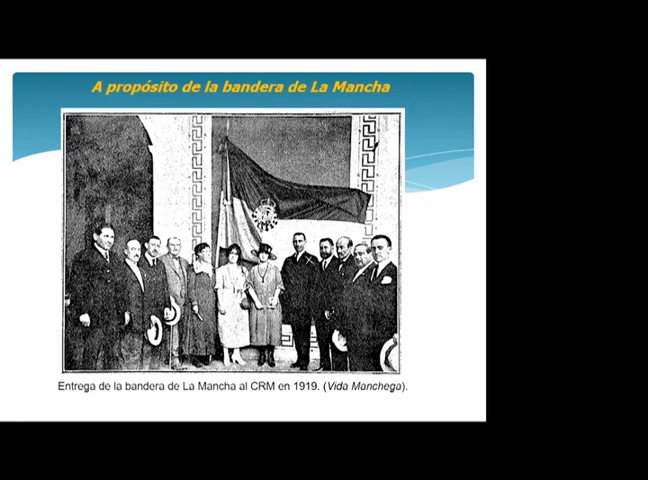 A propósito de la bandera de La Mancha
Entrega de la bandera de La Mancha al CRM en 1919. (Vida Manchega).